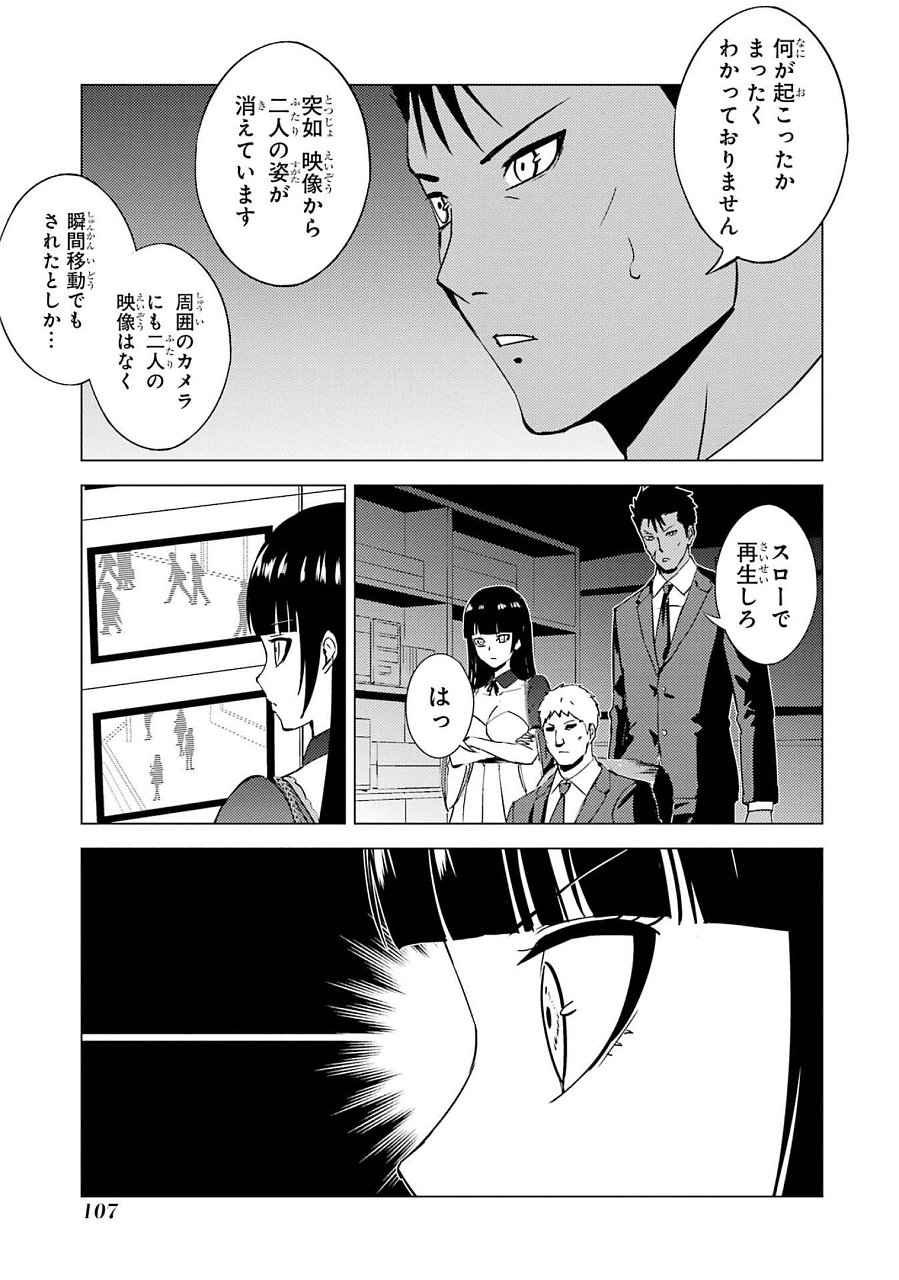 何が起こったか
まったく
わかっておりません
突如 映像から
二人の姿が
消えています
周囲のカメラ
にも二人の
映像はなく
瞬間移動でも
されたとしか…
スローで
再生しろ
はっ
107